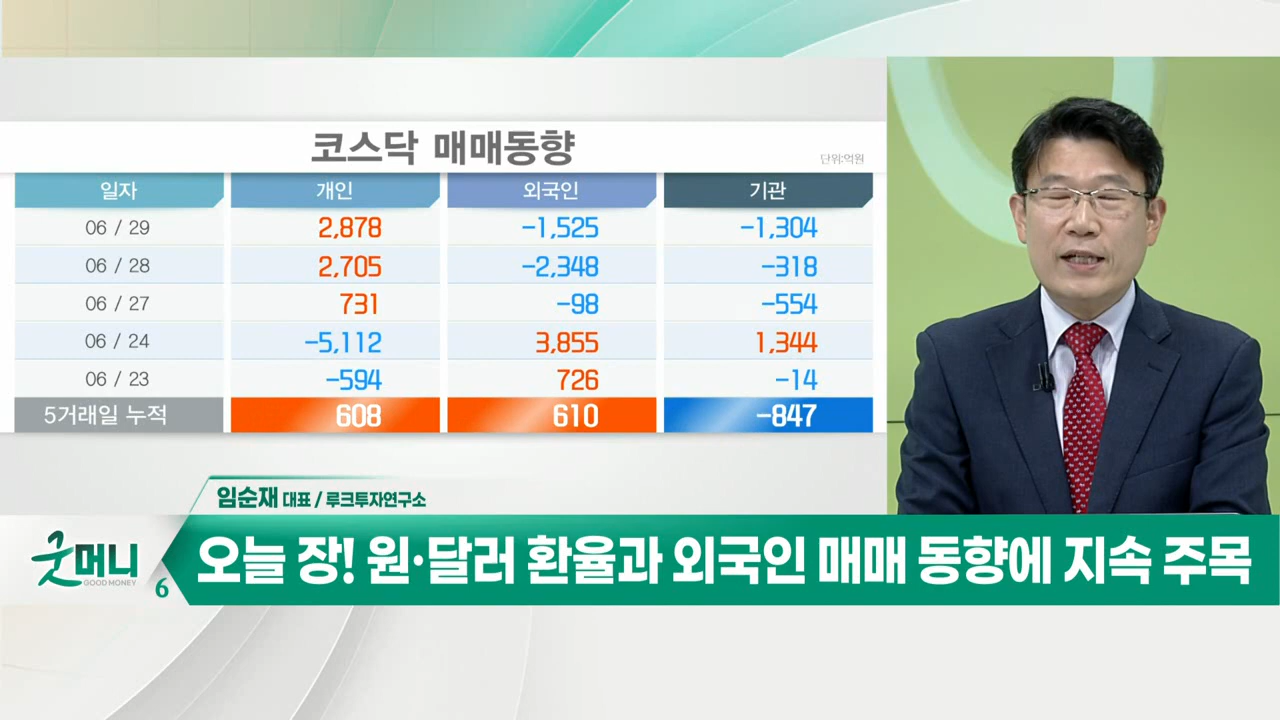 코스닥 매매동향
단위:억원
일자 개인 외국인 기관
06 / 29 2,878 -1,525 -1,304
06 / 28 2,705 -2,348 -318
06 / 27 731 -98 -554
06 / 24 -5,112 3,855 1,344
06 / 23 -594 726 -14
5거래일 누적 608 610 -847
임순재 대표 / 루크투자연구소
굿머니
GOOD MONEY
6
오늘 장! 원·달러 환율과 외국인 매매 동향에 지속 주목